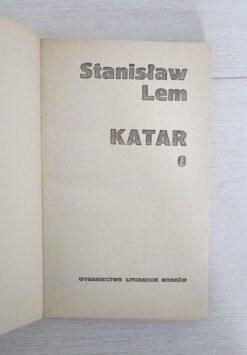 Stanisław
Lem
KATAR
WYDAWNICTWO LITERACKIE KRAKÓW